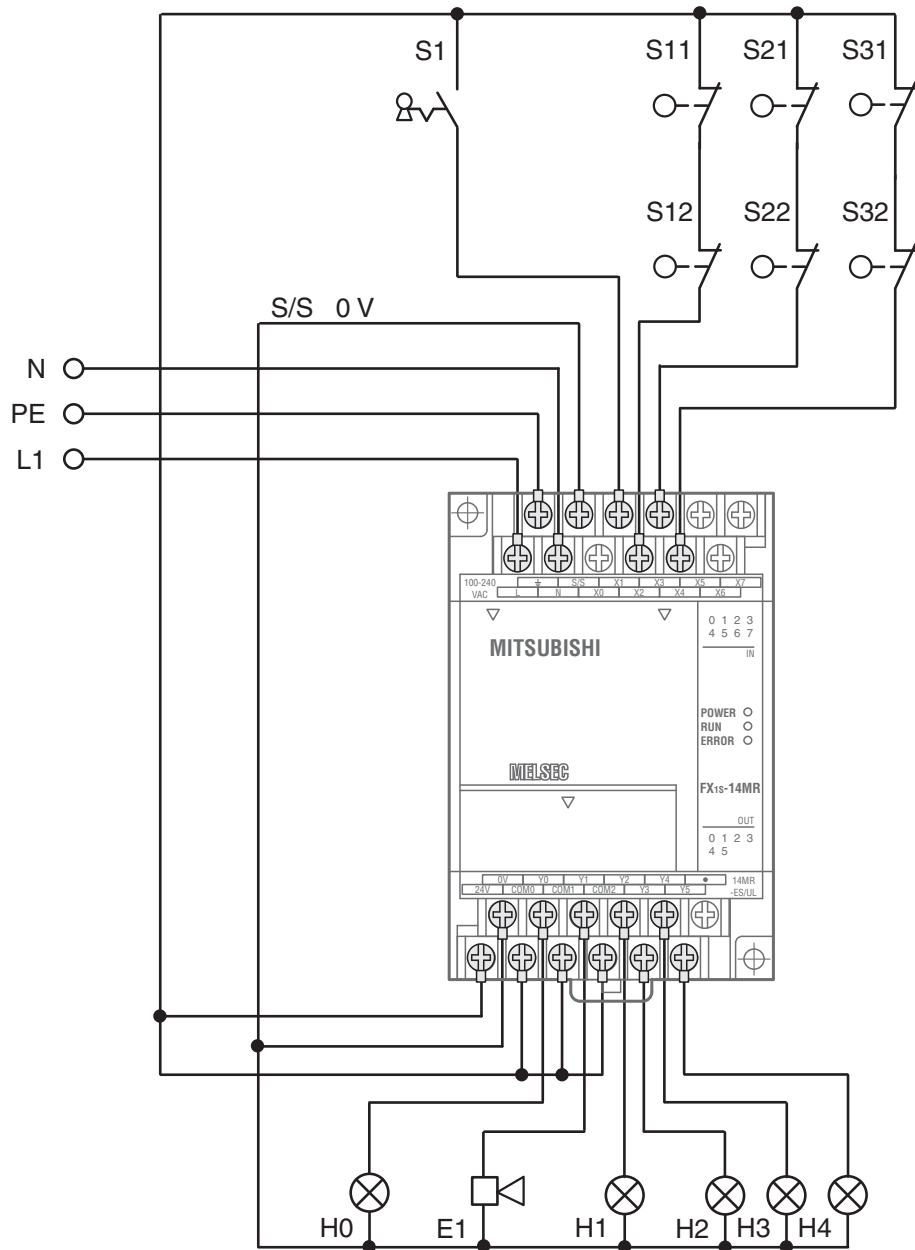 S1 S11 S21 S31
S12 S22 S32
S/S 0 V
N
PE
L1
100-240 ⏚ S/S X1 X3 X5 X7
VAC L N X0 X2 X4 X6
0 1 2 3
4 5 6 7
IN
MITSUBISHI
POWER
RUN
ERROR
MELSEC
FX1S-14MR
OUT
0 1 2 3
4 5
0V Y0 Y1 Y2 Y4 • 14MR
24V COM0 COM1 COM2 Y3 Y5 -ES/UL
H0 E1 H1 H2 H3 H4